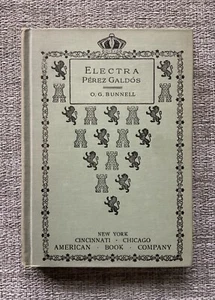 ELECTRA
PÉREZ GALDÓS
O. G. BUNNELL
NEW YORK
CINCINNATI · CHICAGO
AMERICAN · BOOK · COMPANY